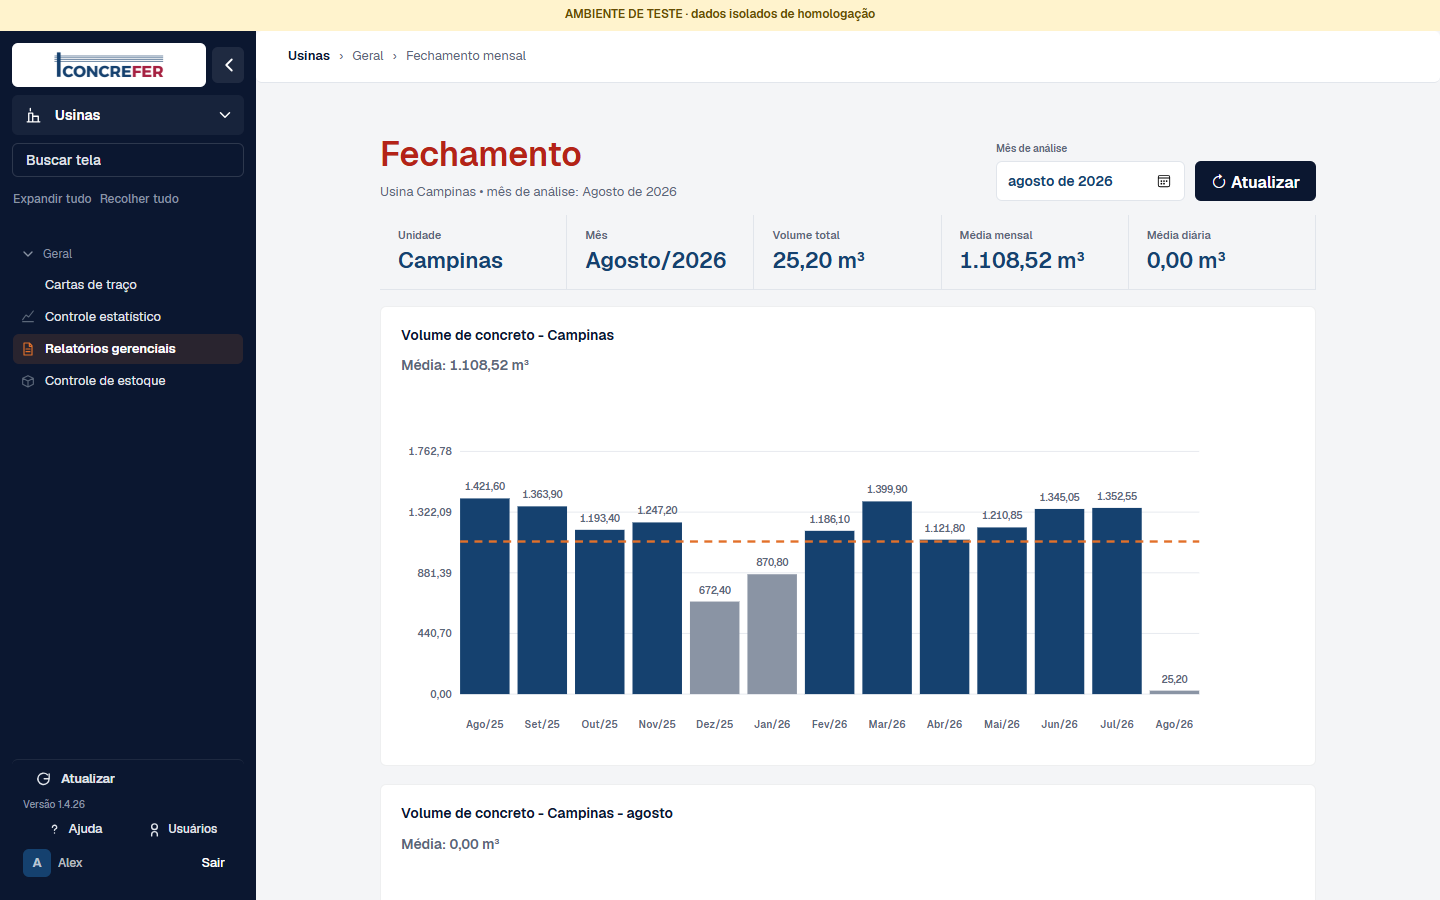 AMBIENTE DE TESTE · dados isolados de homologação
CONCREFER
Usinas
Buscar tela
Expandir tudo Recolher tudo
Geral
Cartas de traço
Controle estatístico
Relatórios gerenciais
Controle de estoque
Atualizar
Versão 1.4.26
? Ajuda Usuários
A Alex Sair
Usinas › Geral › Fechamento mensal
Fechamento
Usina Campinas • mês de análise: Agosto de 2026
Mês de análise
agosto de 2026 Atualizar
Unidade Mês Volume total Média mensal Média diária
Campinas Agosto/2026 25,20 m³ 1.108,52 m³ 0,00 m³
Volume de concreto - Campinas
Média: 1.108,52 m³
1.762,78
1.322,09
881,39
440,70
0,00
1.421,60 1.363,90 1.193,40 1.247,20 672,40 870,80 1.186,10 1.399,90 1.121,80 1.210,85 1.345,05 1.352,55 25,20
Ago/25 Set/25 Out/25 Nov/25 Dez/25 Jan/26 Fev/26 Mar/26 Abr/26 Mai/26 Jun/26 Jul/26 Ago/26
Volume de concreto - Campinas - agosto
Média: 0,00 m³